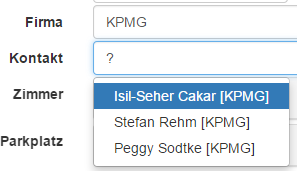 Firma KPMG
Kontakt ?
Zimmer
Isil-Seher Cakar [KPMG]
Stefan Rehm [KPMG]
Parkplatz
Peggy Sodtke [KPMG]